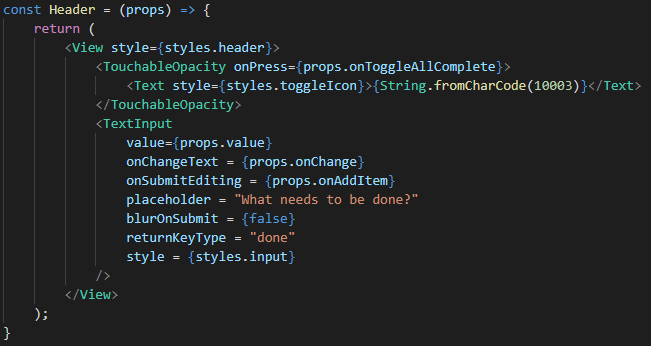 const Header = (props) => {
    return (
        <View style={styles.header}>
            <TouchableOpacity onPress={props.onToggleAllComplete}>
                <Text style={styles.toggleIcon}>{String.fromCharCode(10003)}</Text>
            </TouchableOpacity>
            <TextInput
                value={props.value}
                onChangeText = {props.onChange}
                onSubmitEditing = {props.onAddItem}
                placeholder = "What needs to be done?"
                blurOnSubmit = {false}
                returnKeyType = "done"
                style = {styles.input}
            />
        </View>
    );
}